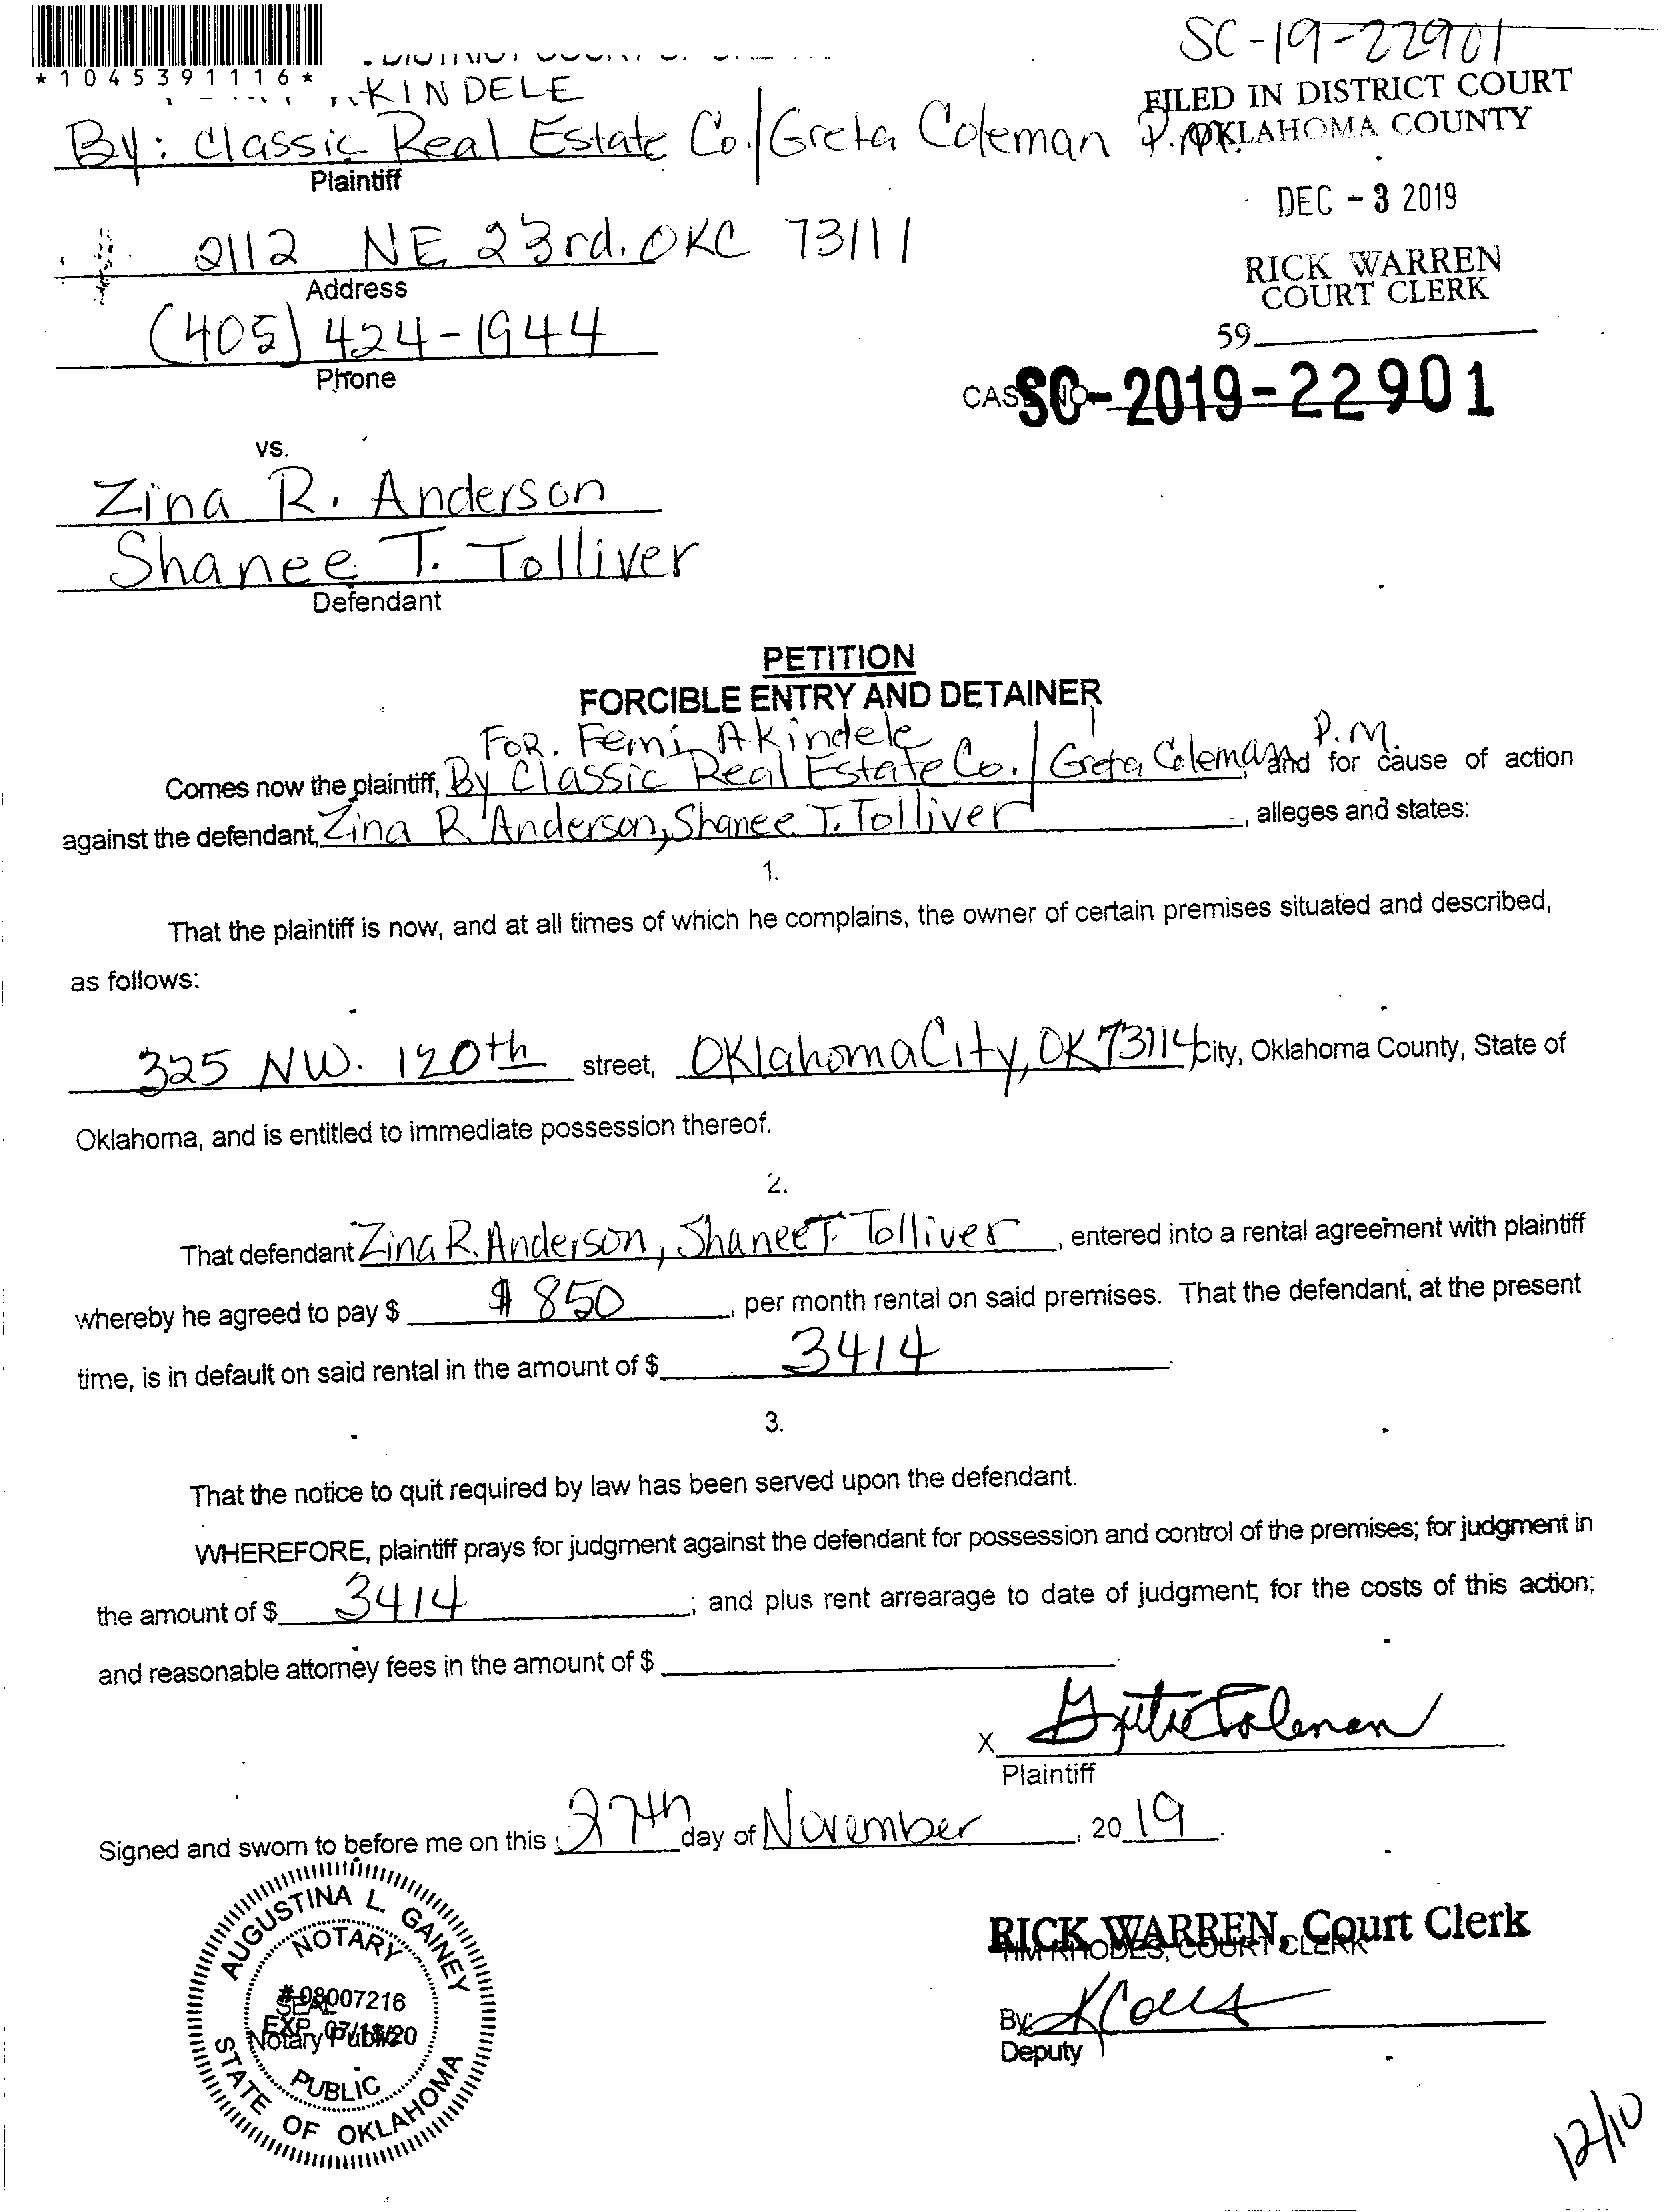 SC-19-22901
*1045391116*
KINDELE
FILED IN DISTRICT COURT
OKLAHOMA COUNTY
By: Classic Real Estate Co./Greta Coleman P.M.
Plaintiff
DEC - 3 2019
2112 NE 23rd. OKC 73111
Address
RICK WARREN
COURT CLERK
(405) 424-1944
Phone
59
CASE NO SC-2019-22901
vs.
Zina R. Anderson
Shanee T. Tolliver
Defendant
PETITION
FORCIBLE ENTRY AND DETAINER
FOR. Femi Akindele
Comes now the plaintiff, By Classic Real Estate Co./Greta Coleman P.M. and for cause of action
against the defendant, Zina R. Anderson, Shanee T. Tolliver, alleges and states:
1.
That the plaintiff is now, and at all times of which he complains, the owner of certain premises situated and described,
as follows:
325 NW. 120th street, Oklahoma City, OK 73114 City, Oklahoma County, State of
Oklahoma, and is entitled to immediate possession thereof.
2.
That defendant Zina R. Anderson, Shanee T. Tolliver, entered into a rental agreement with plaintiff
whereby he agreed to pay $ $ 850, per month rental on said premises. That the defendant, at the present
time, is in default on said rental in the amount of $ 3414.
3.
That the notice to quit required by law has been served upon the defendant.
WHEREFORE, plaintiff prays for judgment against the defendant for possession and control of the premises; for judgment in
the amount of $ 3414; and plus rent arrearage to date of judgment; for the costs of this action;
and reasonable attorney fees in the amount of $
x Greta Coleman
Plaintiff
Signed and sworn to before me on this 27th day of November, 2019.
AUGUSTINA L. GAINEY
NOTARY
#08007216
SEAL
EXP. 07/18/20
Notary Public
PUBLIC
STATE OF OKLAHOMA
RICK WARREN, Court Clerk
TIM RHODES, COURT CLERK
By
Deputy
12/10